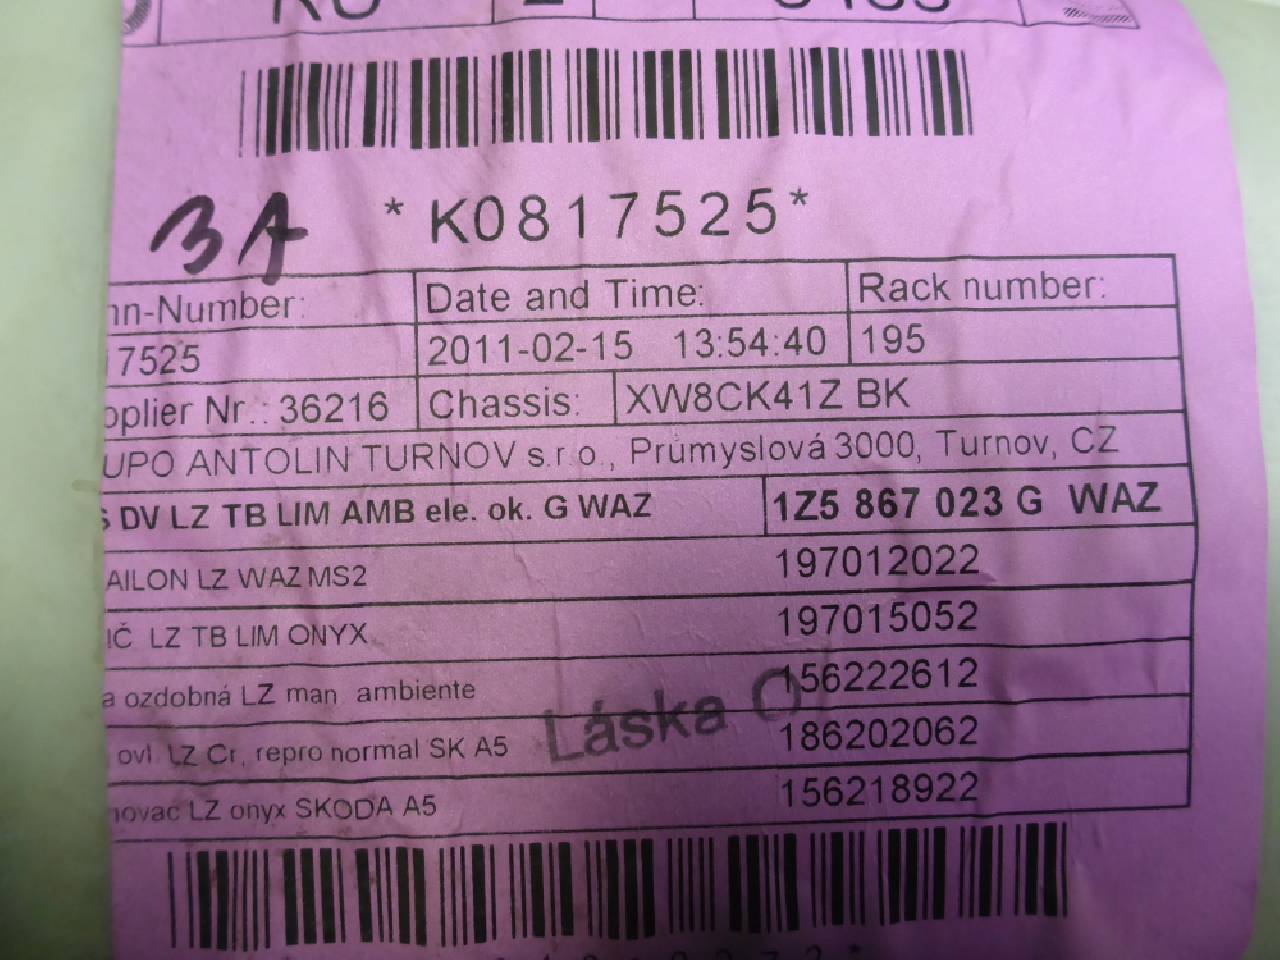 *K0817525*
3A
nn-Number: Date and Time: Rack number:
7525 2011-02-15 13:54:40 195
pplier Nr.: 36216 Chassis: XW8CK41Z BK
UPO ANTOLIN TURNOV s.r.o., Průmyslová 3000, Turnov, CZ
DV LZ TB LIM AMB ele. ok. G WAZ 1Z5 867 023 G WAZ
AILON LZ WAZ MS2 197012022
IČ LZ TB LIM ONYX 197015052
a ozdobná LZ man ambiente 156222612
Láska O
ovl. LZ Cr, repro normal SK A5 186202062
novac LZ onyx SKODA A5 156218922